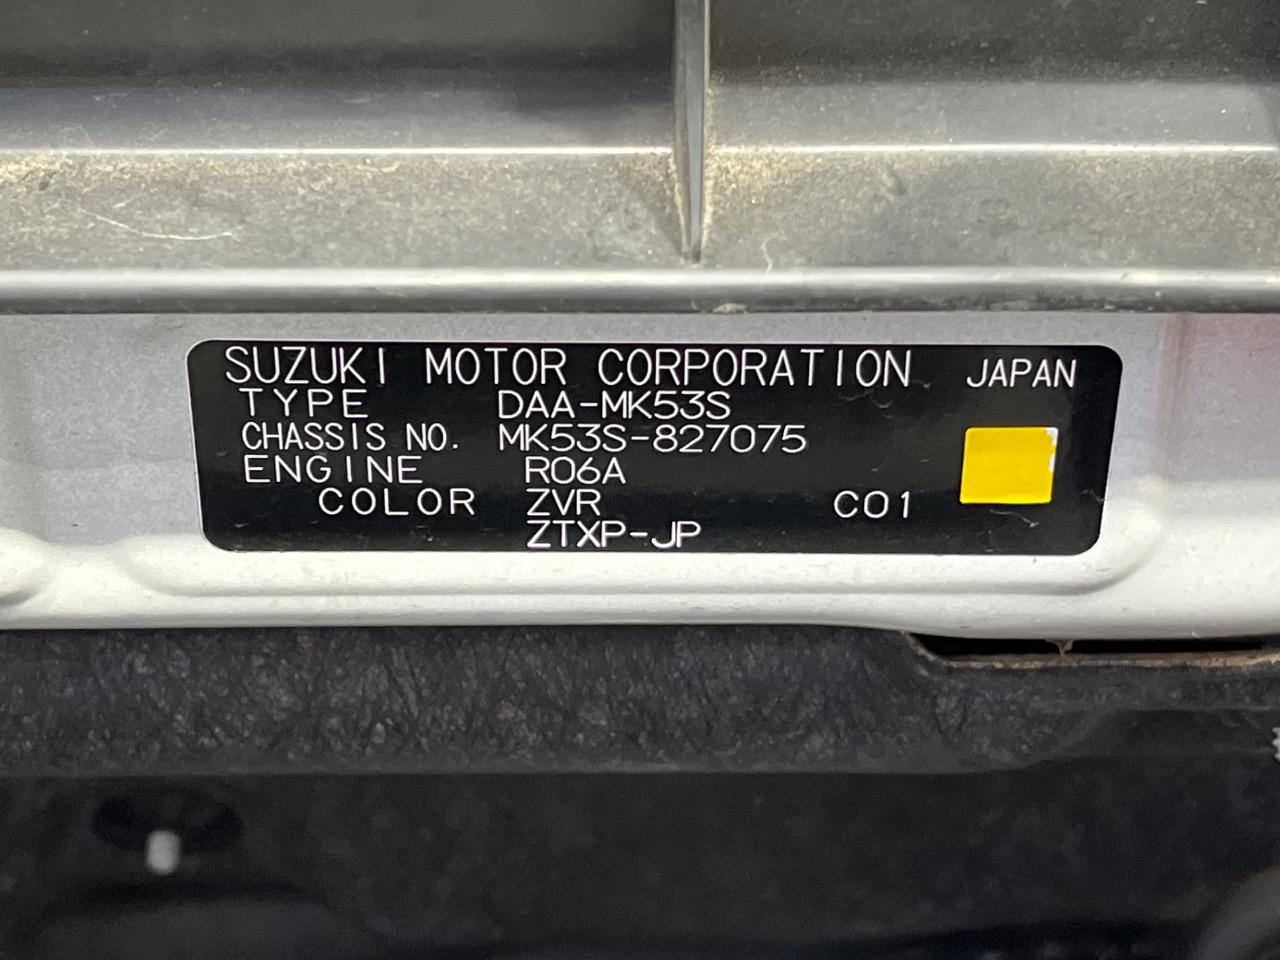 SUZUKI MOTOR CORPORATION JAPAN
TYPE DAA-MK53S
CHASSIS NO. MK53S-827075
ENGINE R06A
COLOR ZVR C01
ZTXP-JP